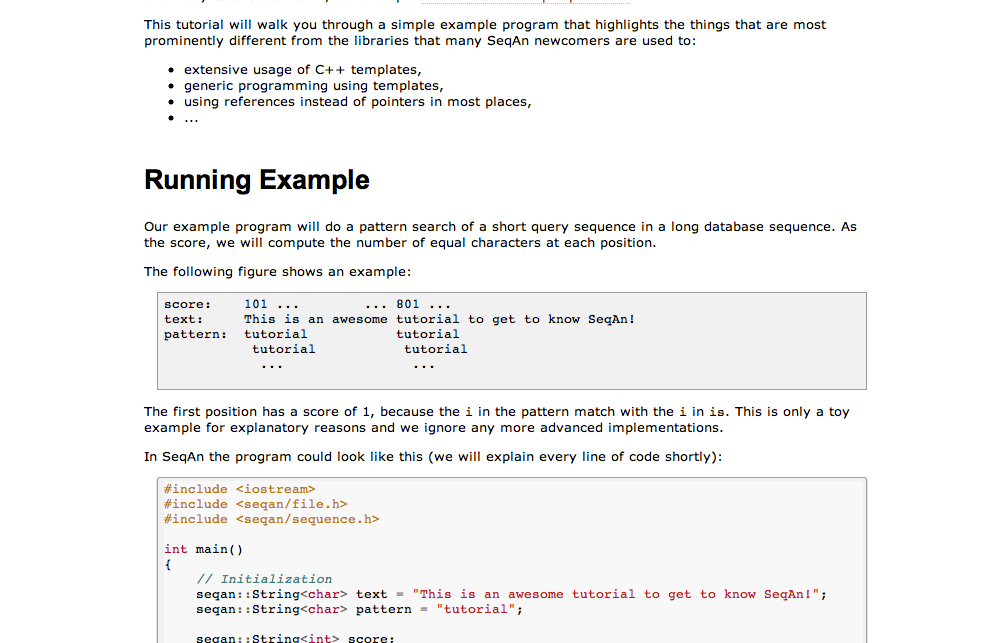 This tutorial will walk you through a simple example program that highlights the things that are most
prominently different from the libraries that many SeqAn newcomers are used to:
• extensive usage of C++ templates,
• generic programming using templates,
• using references instead of pointers in most places,
• ...
Running Example
Our example program will do a pattern search of a short query sequence in a long database sequence. As
the score, we will compute the number of equal characters at each position.
The following figure shows an example:
score:    101 ...        ... 801 ...
text:     This is an awesome tutorial to get to know SeqAn!
pattern:  tutorial           tutorial
           tutorial           tutorial
            ...                ...
The first position has a score of 1, because the i in the pattern match with the i in is. This is only a toy
example for explanatory reasons and we ignore any more advanced implementations.
In SeqAn the program could look like this (we will explain every line of code shortly):
#include <iostream>
#include <seqan/file.h>
#include <seqan/sequence.h>
int main()
{
    // Initialization
    seqan::String<char> text = "This is an awesome tutorial to get to know SeqAn!";
    seqan::String<char> pattern = "tutorial";
    seqan::String<int> score;